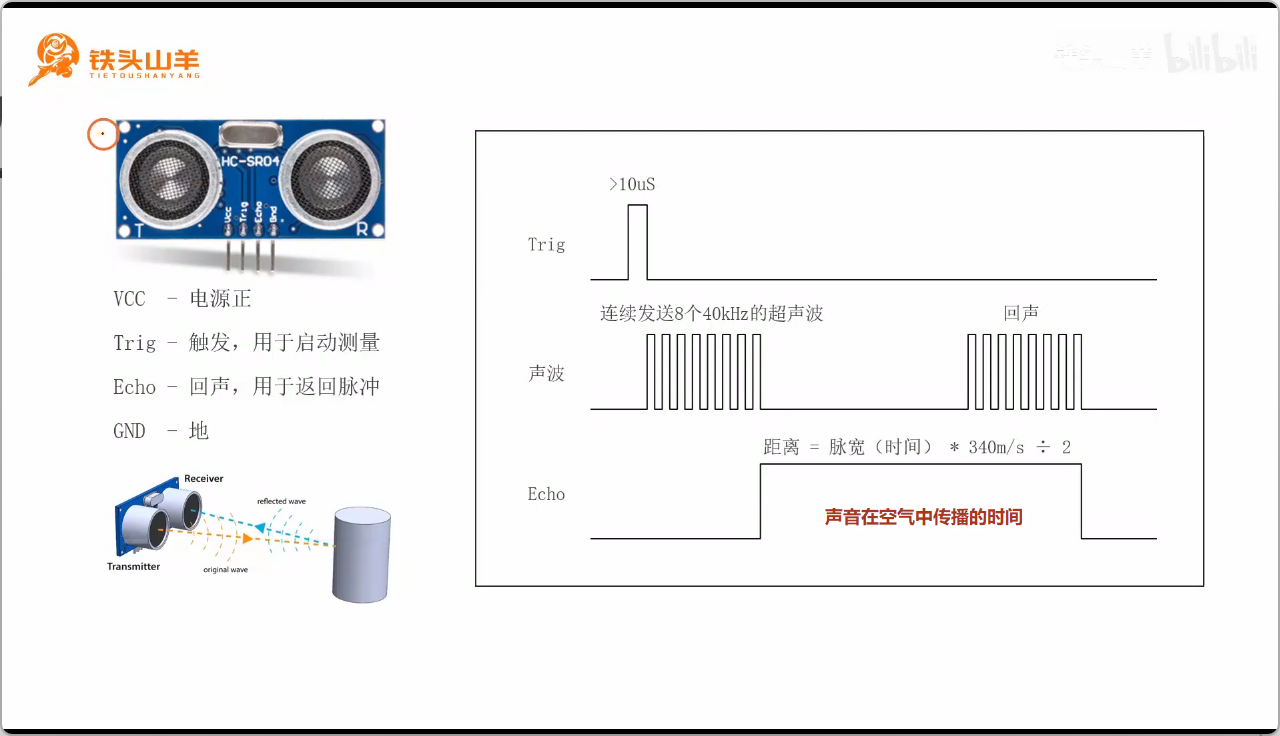 铁头山羊
TIETOUSHANYANG
bilibili
HC-SR04
Vcc
Trig
Echo
Gnd
T
R
VCC - 电源正
Trig - 触发，用于启动测量
Echo - 回声，用于返回脉冲
GND - 地
Receiver
reflected wave
Transmitter
original wave
>10uS
Trig
连续发送8个40kHz的超声波
回声
声波
距离 = 脉宽（时间） * 340m/s ÷ 2
Echo
声音在空气中传播的时间